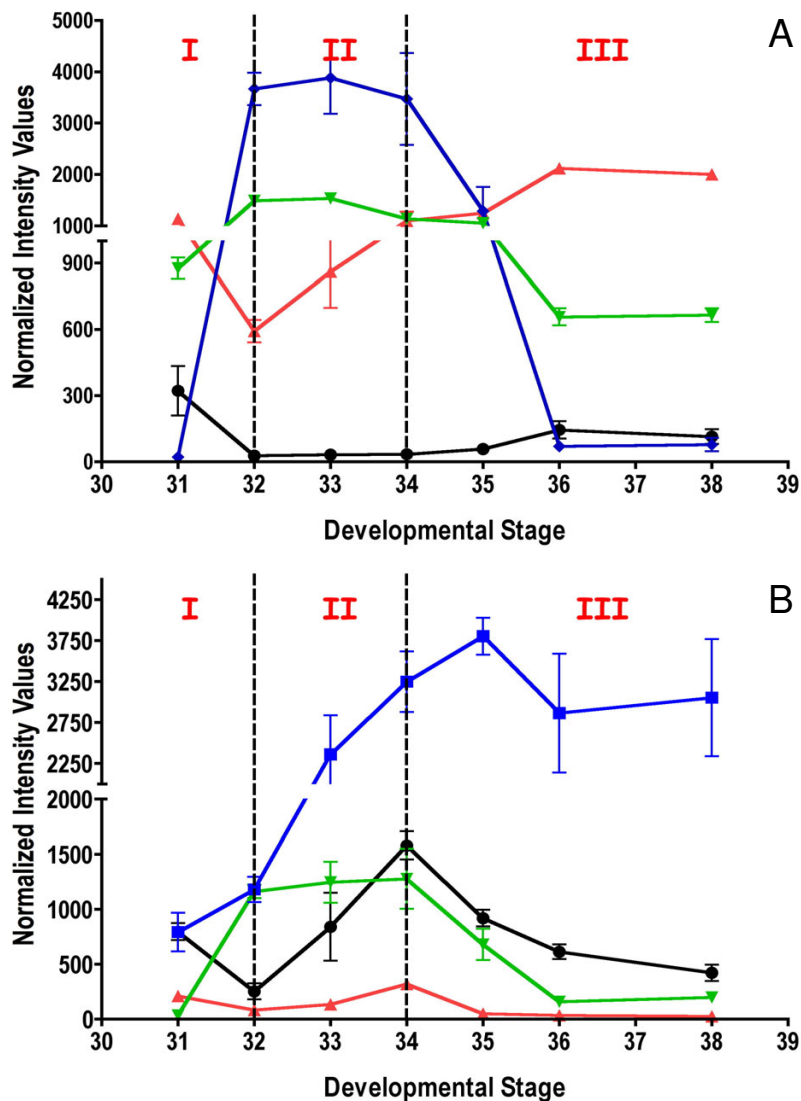 A
I II III
Normalized Intensity Values
5000
4000
3000
2000
1000
900
600
300
0
30 31 32 33 34 35 36 37 38 39
Developmental Stage
B
I II III
Normalized Intensity Values
4250
3750
3250
2750
2250
2000
1500
1000
500
0
30 31 32 33 34 35 36 37 38 39
Developmental Stage